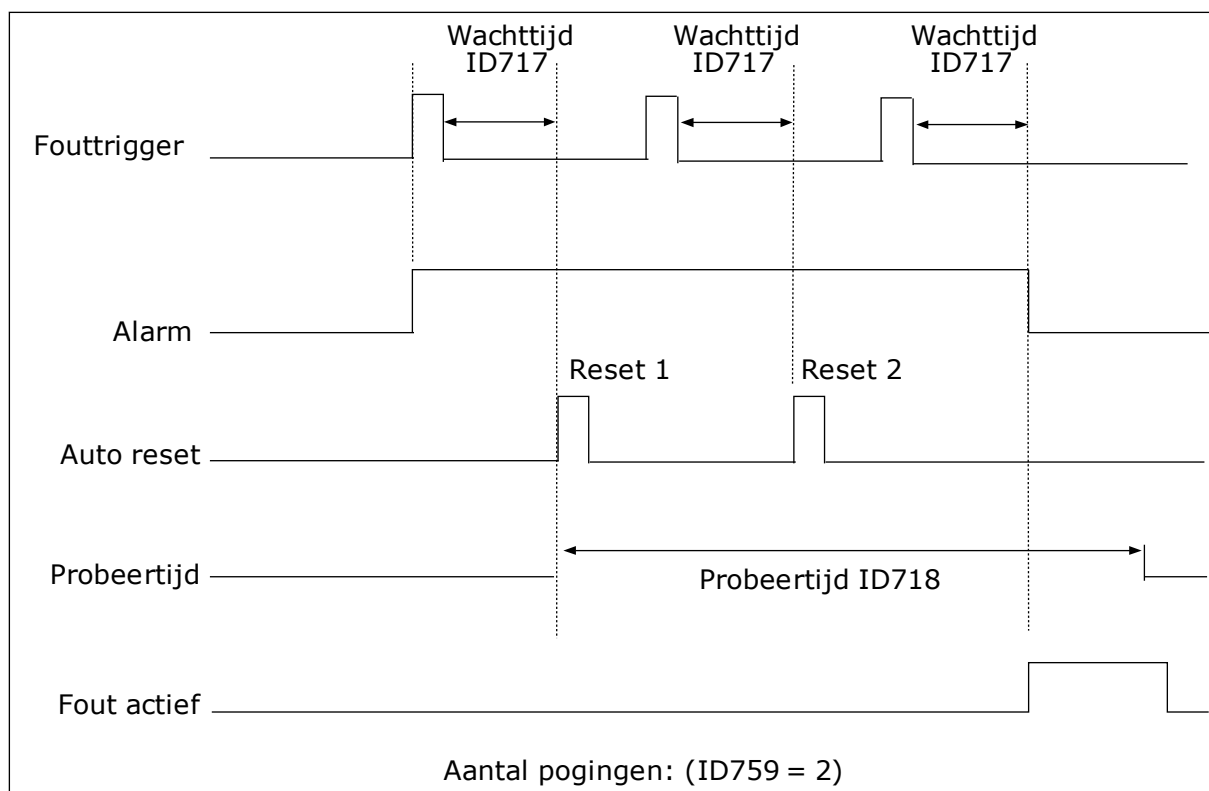 Wachttijd
ID717
Wachttijd
ID717
Wachttijd
ID717
Fouttrigger
Alarm
Reset 1
Reset 2
Auto reset
Probeertijd
Probeertijd ID718
Fout actief
Aantal pogingen: (ID759 = 2)